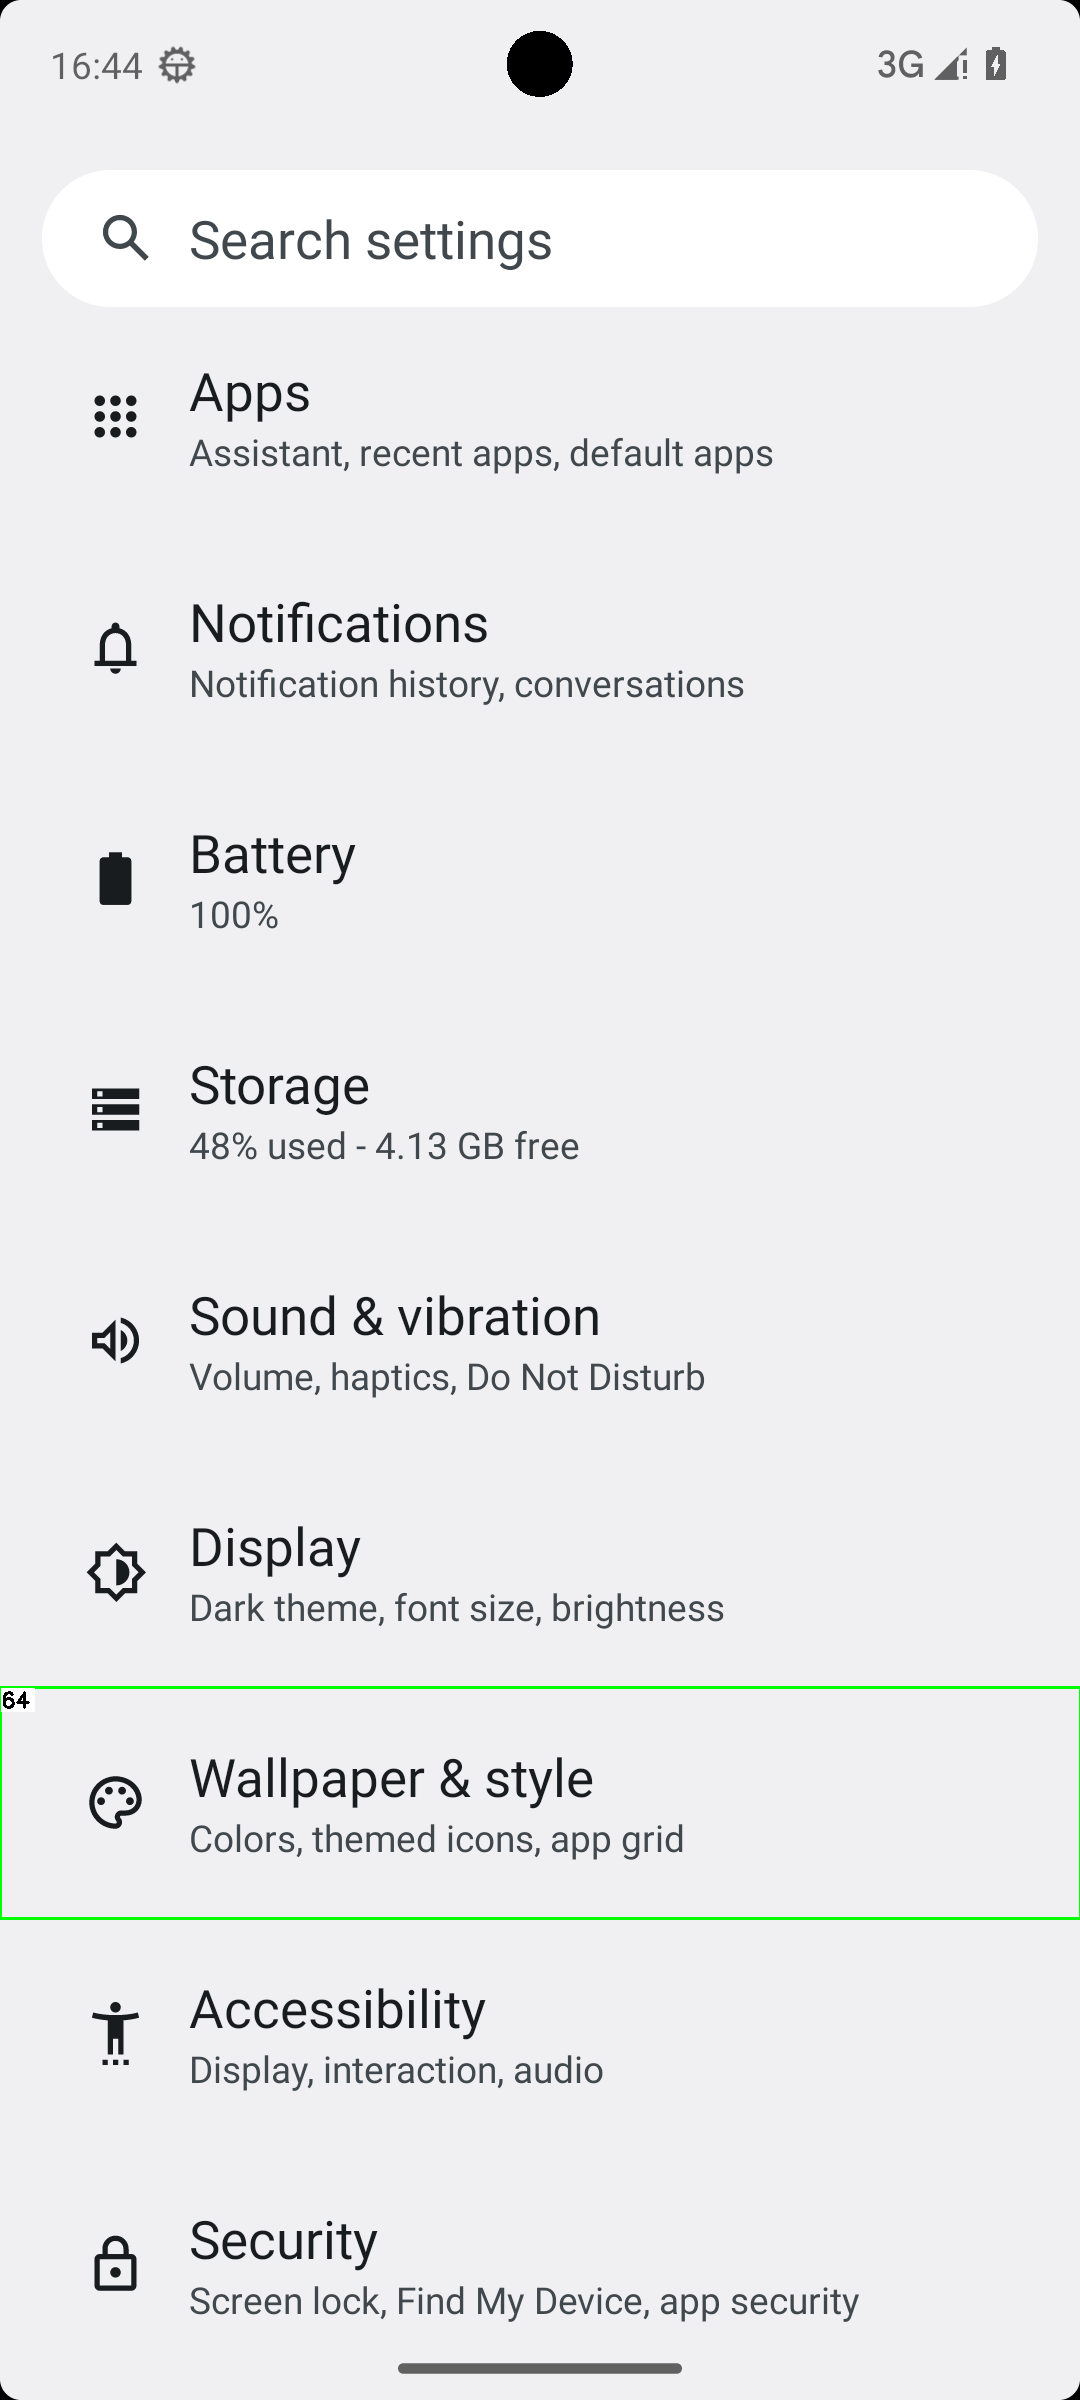 16:44
3G
Search settings
Apps
Assistant, recent apps, default apps
Notifications
Notification history, conversations
Battery
100%
Storage
48% used - 4.13 GB free
Sound & vibration
Volume, haptics, Do Not Disturb
Display
Dark theme, font size, brightness
64
Wallpaper & style
Colors, themed icons, app grid
Accessibility
Display, interaction, audio
Security
Screen lock, Find My Device, app security